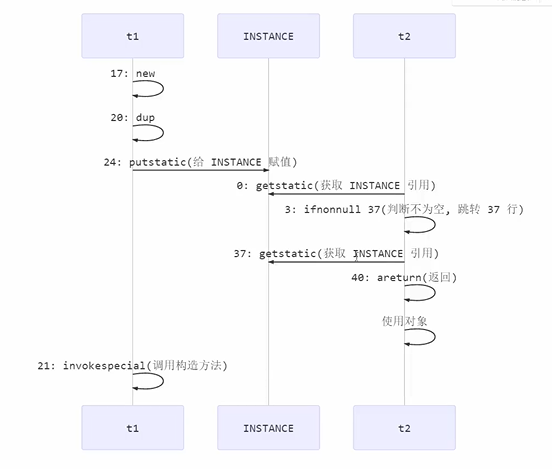 t1 INSTANCE t2
17: new
20: dup
24: putstatic(给 INSTANCE 赋值)
0: getstatic(获取 INSTANCE 引用)
3: ifnonnull 37(判断不为空, 跳转 37 行)
37: getstatic(获取 INSTANCE 引用)
40: areturn(返回)
使用对象
21: invokespecial(调用构造方法)
t1 INSTANCE t2